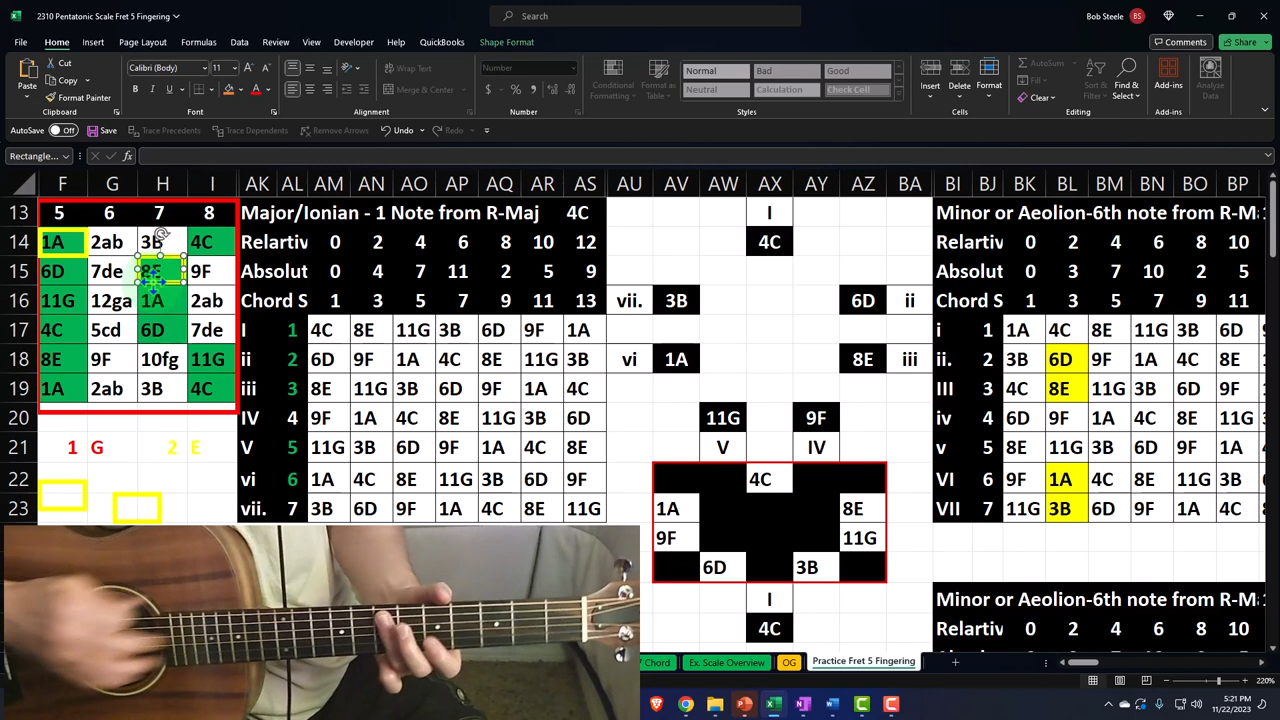 2310 Pentatonic Scale Fret 5 Fingering
Search
Bob Steele BS
File Home Insert Page Layout Formulas Data Review View Developer Automate Help QuickBooks Shape Format
Comments Share
Paste Cut Copy Format Painter
Calibri (Body) 11
Wrap Text
Merge & Center
Number
Conditional Formatting
Format as Table
Normal Bad Good
Neutral Calculation Check Cell
Insert Delete Format
AutoSum Clear
Sort & Filter
Find & Select
Add-ins
Analyze Data
Clipboard Font Alignment Number Styles Cells Editing Add-ins
AutoSave Off Save Trace Precedents Trace Dependents Remove Arrows Undo Redo
Rectangle... fx
F G H I AK AL AM AN AO AP AQ AR AS AU AV AW AX AY AZ BA BI BJ BK BL BM BN BO BP
13 5 6 7 8 Major/Ionian - 1 Note from R-Maj 4C I Minor or Aeolion-6th note from R-Ma
14 1A 2ab 3B 4C Relartiv 0 2 4 6 8 10 12 4C Relartiv 0 2 4 6 8 10
15 6D 7de 8E 9F Absolut 0 4 7 11 2 5 9 Absolut 0 3 7 10 2 5
16 11G 12ga 1A 2ab Chord S 1 3 5 7 9 11 13 vii. 3B 6D ii Chord S 1 3 5 7 9 11
17 4C 5cd 6D 7de I 1 4C 8E 11G 3B 6D 9F 1A i 1 1A 4C 8E 11G 3B 6D
18 8E 9F 10fg 11G ii 2 6D 9F 1A 4C 8E 11G 3B vi 1A 8E iii ii. 2 3B 6D 9F 1A 4C 8E
19 1A 2ab 3B 4C iii 3 8E 11G 3B 6D 9F 1A 4C III 3 4C 8E 11G 3B 6D 9F
20 IV 4 9F 1A 4C 8E 11G 3B 6D 11G 9F iv 4 6D 9F 1A 4C 8E 11G
21 1 G 2 E V 5 11G 3B 6D 9F 1A 4C 8E V IV v 5 8E 11G 3B 6D 9F 1A
22 vi 6 1A 4C 8E 11G 3B 6D 9F 4C VI 6 9F 1A 4C 8E 11G 3B
23 vii. 7 3B 6D 9F 1A 4C 8E 11G 1A 8E VII 7 11G 3B 6D 9F 1A 4C
9F 11G
6D 3B
I Minor or Aeolion-6th note from R-Ma
4C Relartiv 0 2 4 6 8 10
Chord Ex. Scale Overview OG Practice Fret 5 Fingering
220%
5:21 PM
11/22/2023